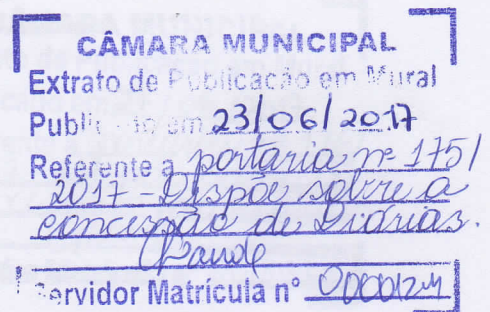 CÂMARA MUNICIPAL
Extrato de Publicação em Mural
Publicado em 23/06/2017
Referente a portaria nº 175/
2017 - Dispõe sobre a
concessão de Diárias.
Servidor Matrícula nº